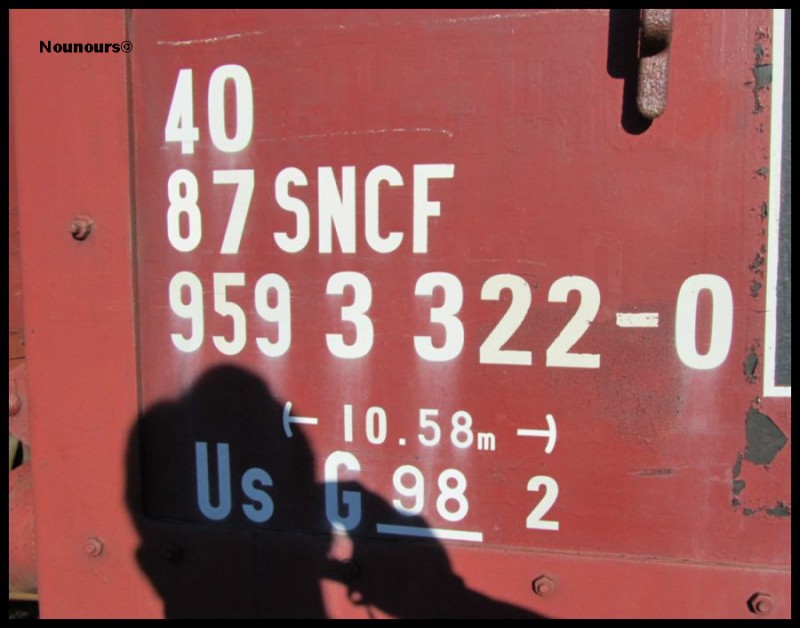 Nounours©
40
87 SNCF
959 3 322-0
10.58m
Us G 98 2